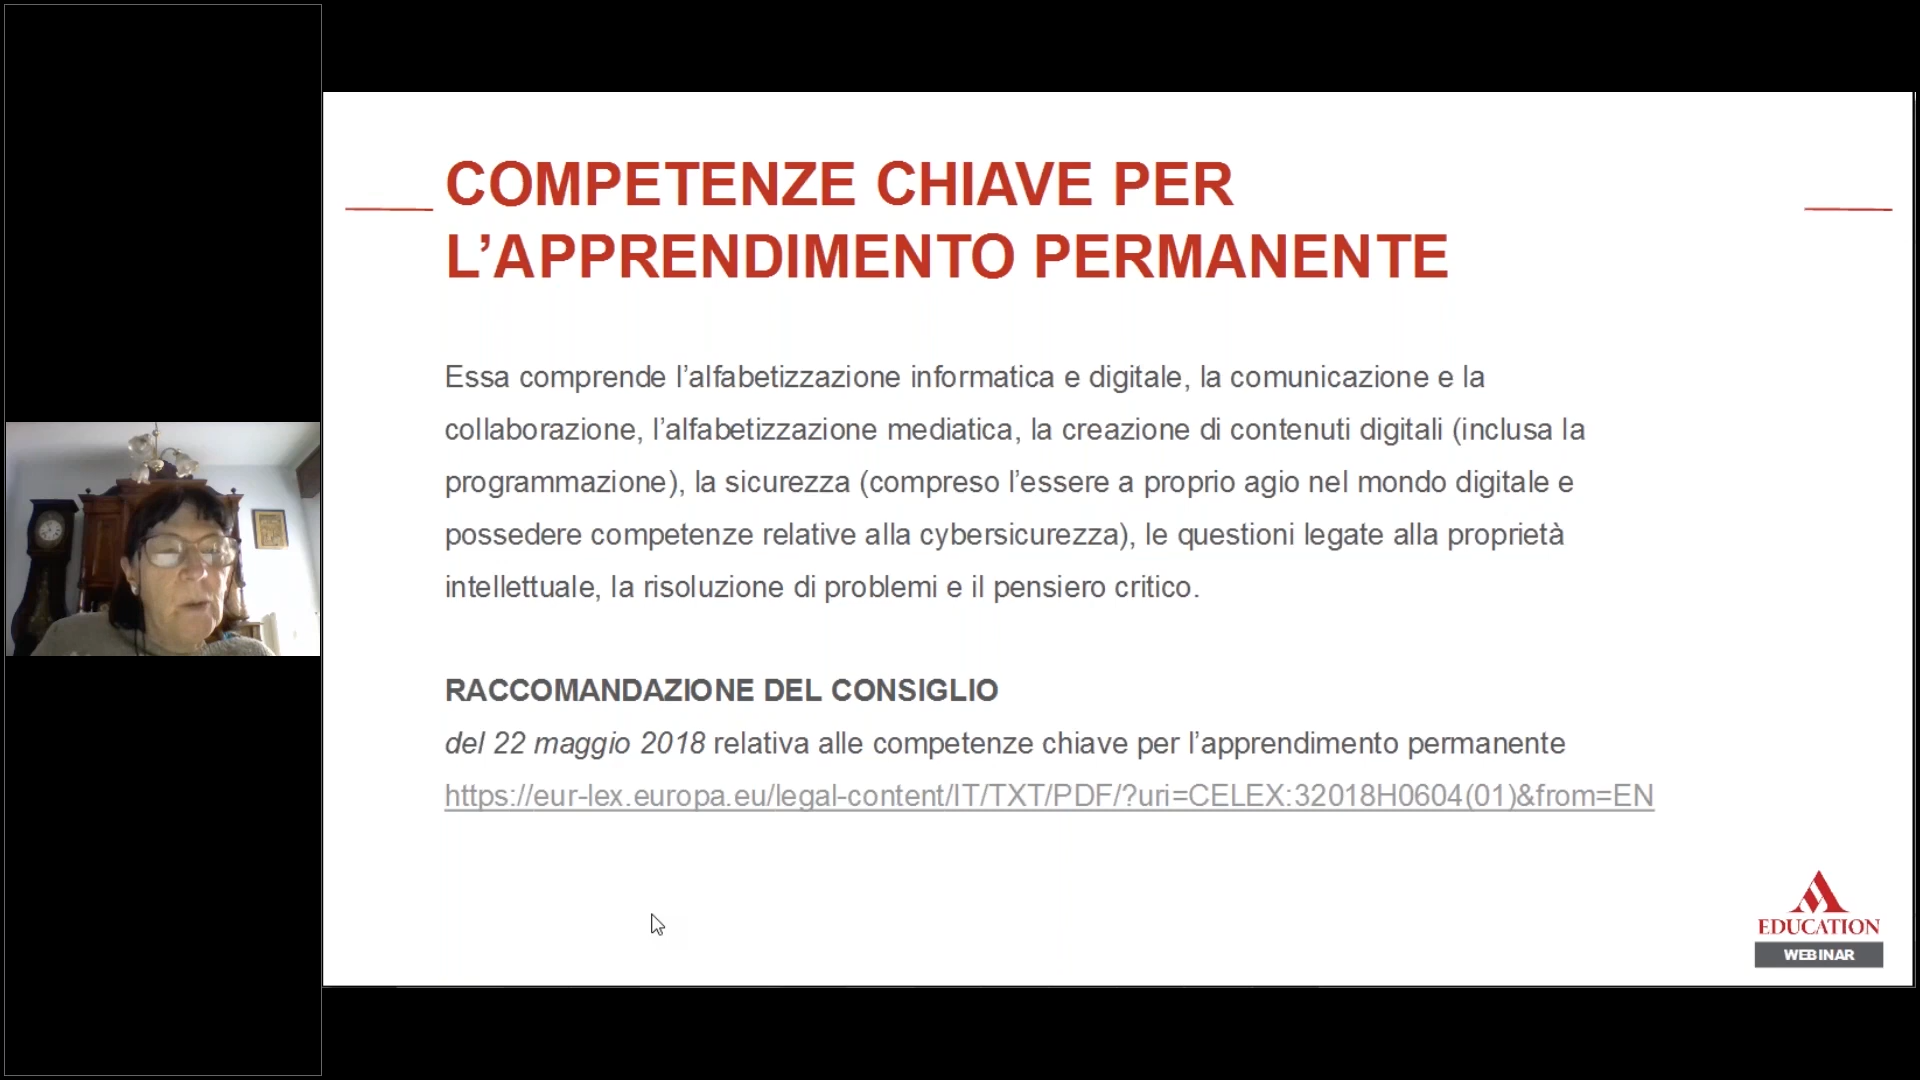 COMPETENZE CHIAVE PER
L’APPRENDIMENTO PERMANENTE
Essa comprende l’alfabetizzazione informatica e digitale, la comunicazione e la
collaborazione, l’alfabetizzazione mediatica, la creazione di contenuti digitali (inclusa la
programmazione), la sicurezza (compreso l’essere a proprio agio nel mondo digitale e
possedere competenze relative alla cybersicurezza), le questioni legate alla proprietà
intellettuale, la risoluzione di problemi e il pensiero critico.
RACCOMANDAZIONE DEL CONSIGLIO
del 22 maggio 2018 relativa alle competenze chiave per l’apprendimento permanente
https://eur-lex.europa.eu/legal-content/IT/TXT/PDF/?uri=CELEX:32018H0604(01)&from=EN
EDUCATION
WEBINAR